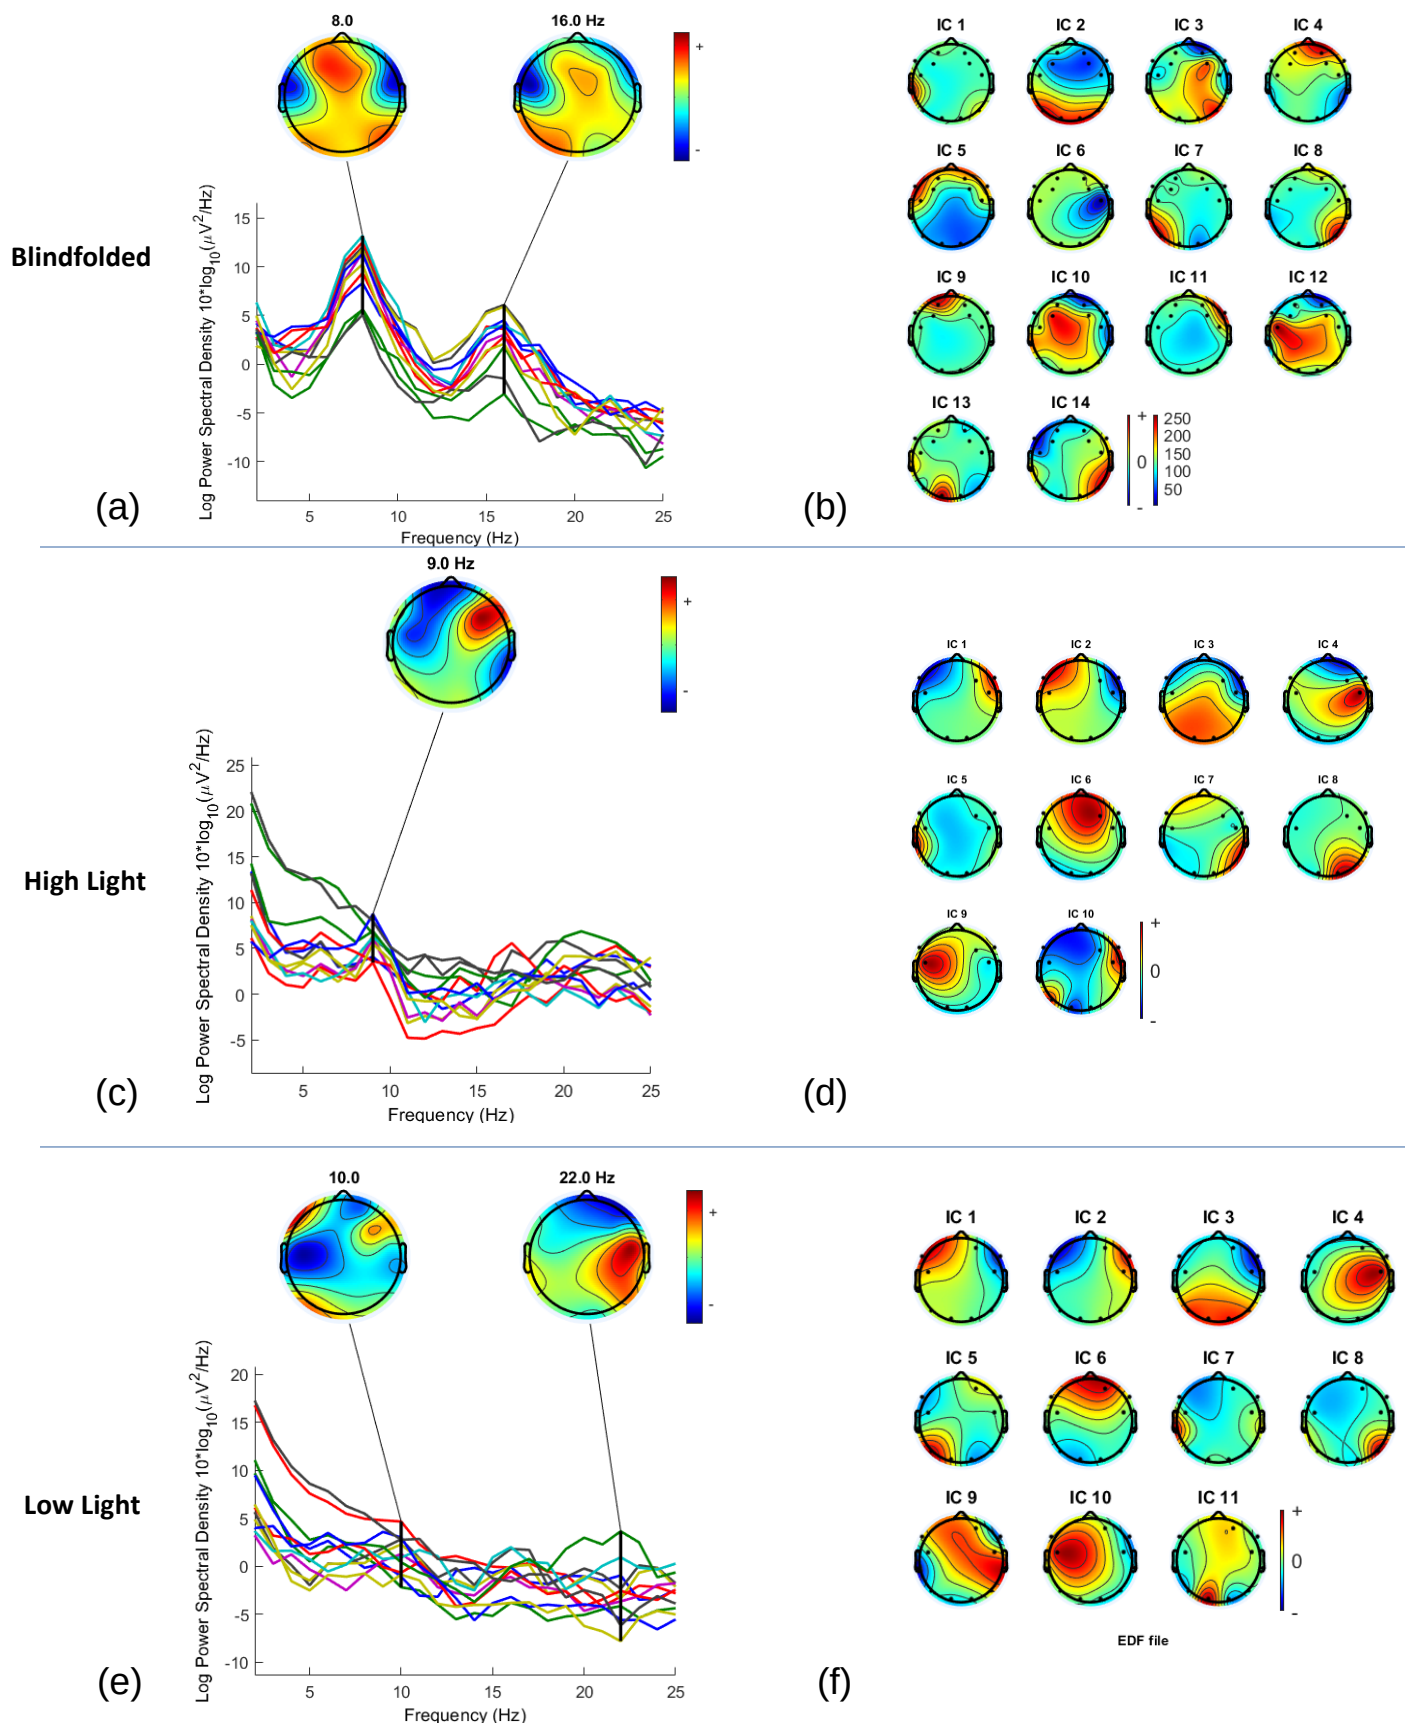 8.0
16.0 Hz
+
-
Blindfolded
Log Power Spectral Density 10*log10(μV2/Hz)
15
10
5
0
-5
-10
5
10
15
20
25
Frequency (Hz)
(a)
IC 1
IC 2
IC 3
IC 4
IC 5
IC 6
IC 7
IC 8
IC 9
IC 10
IC 11
IC 12
IC 13
IC 14
+
0
-
250
200
150
100
50
(b)
9.0 Hz
+
-
High Light
Log Power Spectral Density 10*log10(μV2/Hz)
25
20
15
10
5
0
-5
5
10
15
20
25
Frequency (Hz)
(c)
IC 1
IC 2
IC 3
IC 4
IC 5
IC 6
IC 7
IC 8
IC 9
IC 10
+
0
-
(d)
10.0
22.0 Hz
+
-
Low Light
Log Power Spectral Density 10*log10(μV2/Hz)
20
15
10
5
0
-5
-10
5
10
15
20
25
Frequency (Hz)
(e)
IC 1
IC 2
IC 3
IC 4
IC 5
IC 6
IC 7
IC 8
IC 9
IC 10
IC 11
+
0
-
EDF file
(f)